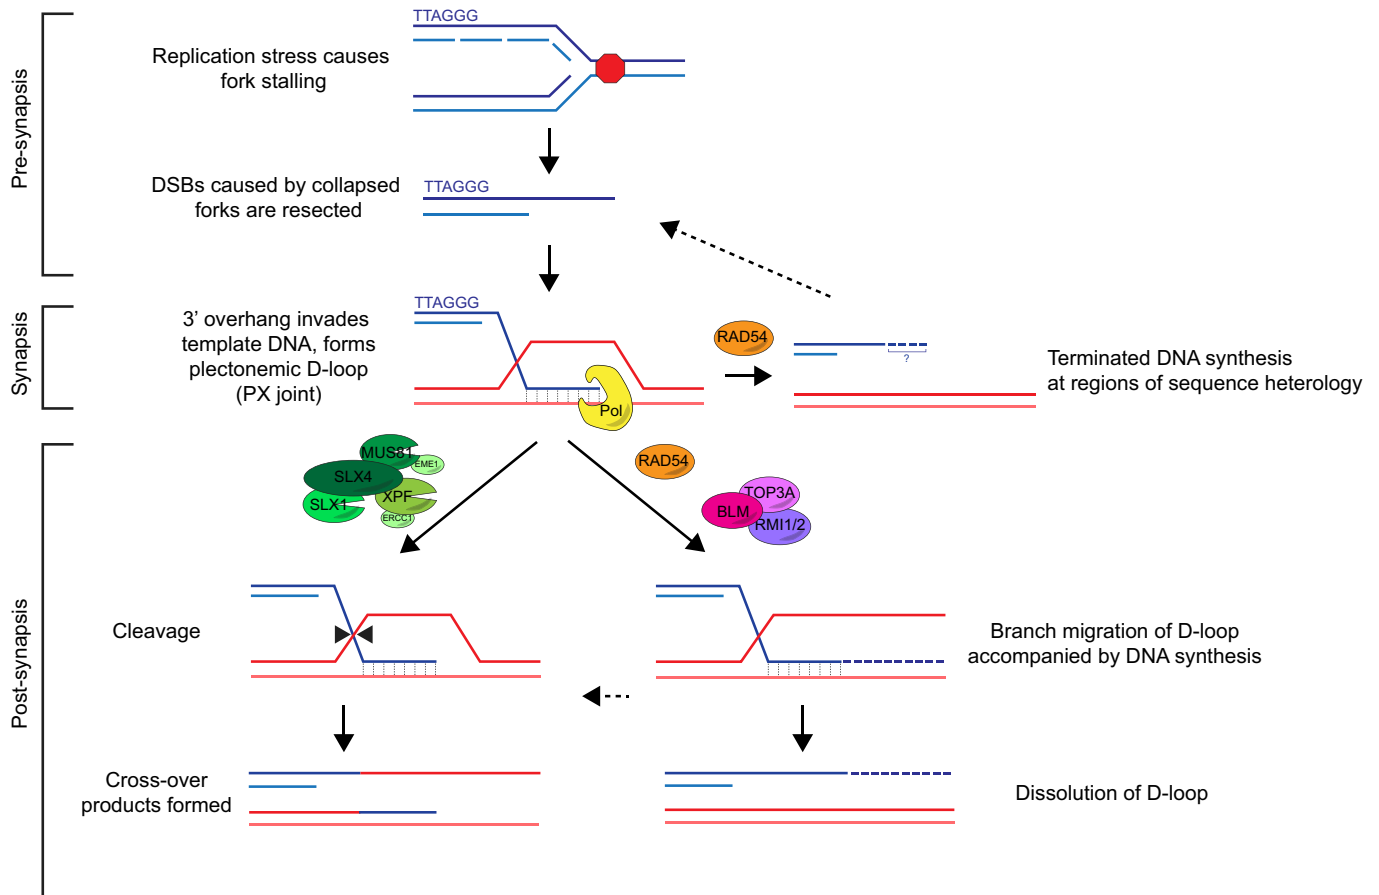 Pre-synapsis
TTAGGG
Replication stress causes
fork stalling
DSBs caused by collapsed
forks are resected
TTAGGG
Synapsis
3’ overhang invades
template DNA, forms
plectonemic D-loop
(PX joint)
TTAGGG
Pol
RAD54
?
Terminated DNA synthesis
at regions of sequence heterology
Post-synapsis
MUS81
EME1
SLX4
SLX1
XPF
ERCC1
RAD54
TOP3A
BLM
RMI1/2
Cleavage
Branch migration of D-loop
accompanied by DNA synthesis
Cross-over
products formed
Dissolution of D-loop